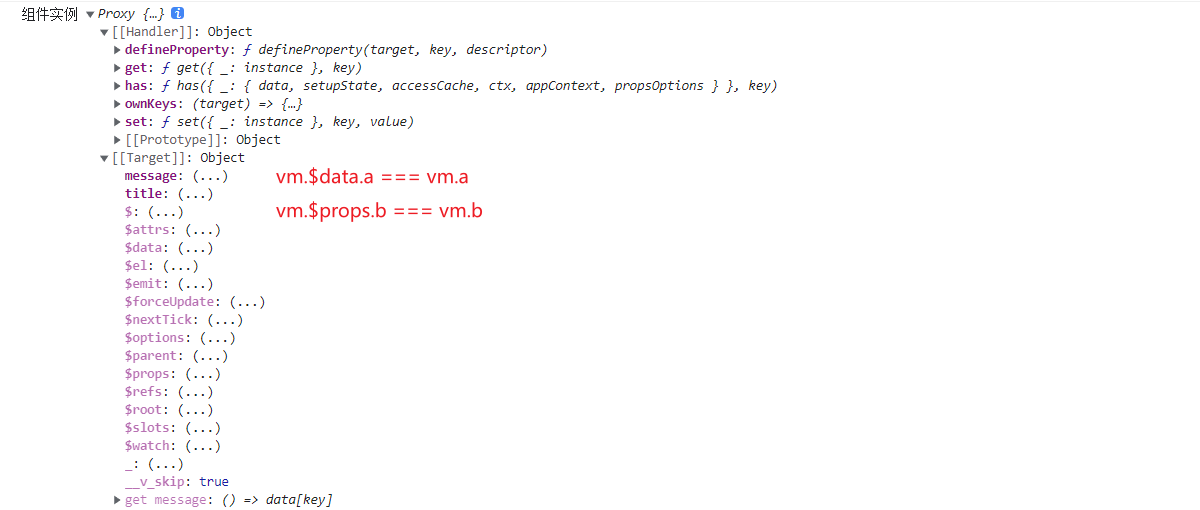 组件实例 ▼ Proxy {…} i
▼ [[Handler]]: Object
▶ defineProperty: ƒ defineProperty(target, key, descriptor)
▶ get: ƒ get({ _: instance }, key)
▶ has: ƒ has({ _: { data, setupState, accessCache, ctx, appContext, propsOptions } }, key)
▶ ownKeys: (target) => {…}
▶ set: ƒ set({ _: instance }, key, value)
▶ [[Prototype]]: Object
▼ [[Target]]: Object
message: (...) vm.$data.a === vm.a
title: (...)
$: (...) vm.$props.b === vm.b
$attrs: (...)
$data: (...)
$el: (...)
$emit: (...)
$forceUpdate: (...)
$nextTick: (...)
$options: (...)
$parent: (...)
$props: (...)
$refs: (...)
$root: (...)
$slots: (...)
$watch: (...)
_: (...)
__v_skip: true
▶ get message: () => data[key]